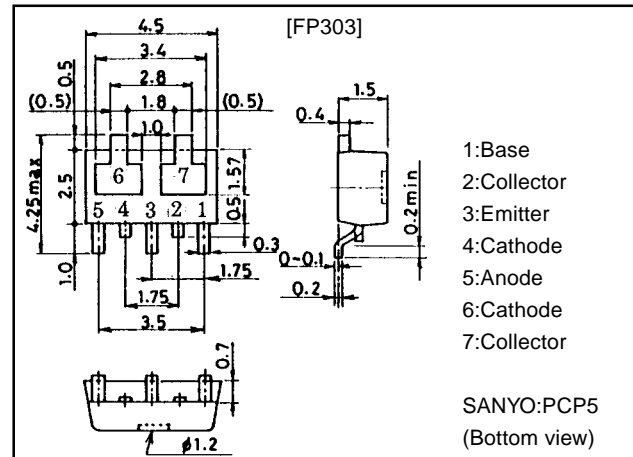 [FP303]
4.5
3.4
2.8
(0.5) 1.8 (0.5)
1.0
0.5
4.25max
2.5
1.0
6 7
5 4 3 2 1
1.57
0.5
0.3
1.75
1.75
3.5
1.5
0.4
0.2min
0~0.1
0.2
0.7
ø1.2
1:Base
2:Collector
3:Emitter
4:Cathode
5:Anode
6:Cathode
7:Collector
SANYO:PCP5
(Bottom view)